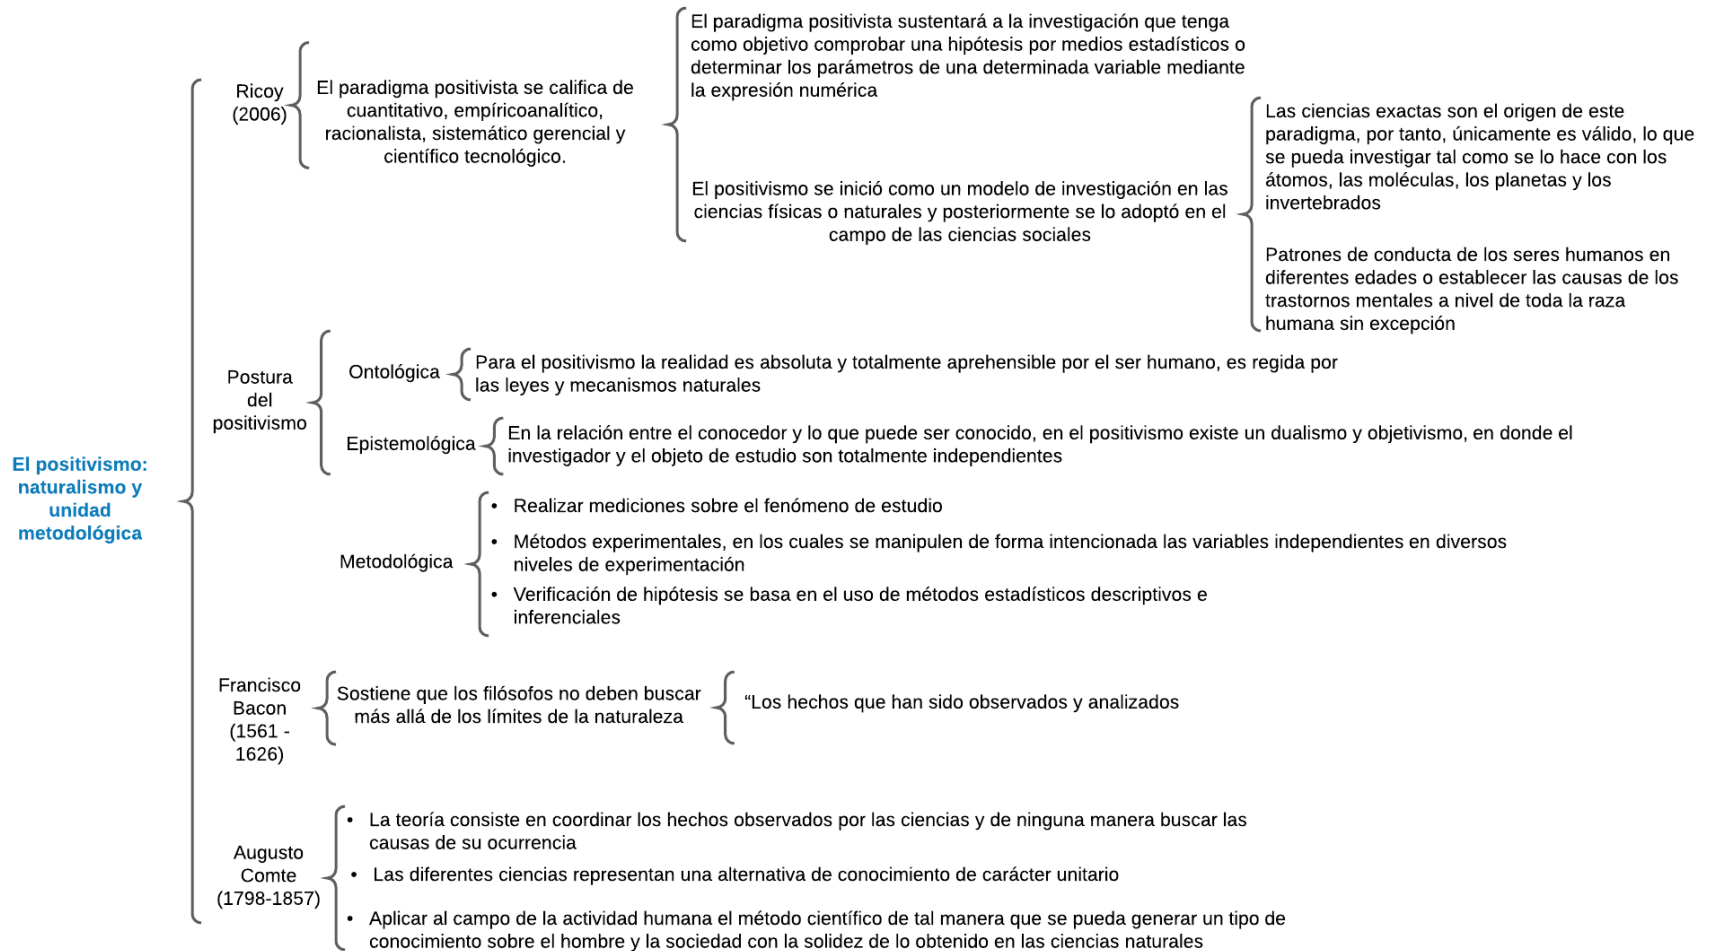 El positivismo:
naturalismo y
unidad
metodológica
Ricoy
(2006)
El paradigma positivista se califica de
cuantitativo, empíricoanalítico,
racionalista, sistemático gerencial y
científico tecnológico.
El paradigma positivista sustentará a la investigación que tenga
como objetivo comprobar una hipótesis por medios estadísticos o
determinar los parámetros de una determinada variable mediante
la expresión numérica
El positivismo se inició como un modelo de investigación en las
ciencias físicas o naturales y posteriormente se lo adoptó en el
campo de las ciencias sociales
Las ciencias exactas son el origen de este
paradigma, por tanto, únicamente es válido, lo que
se pueda investigar tal como se lo hace con los
átomos, las moléculas, los planetas y los
invertebrados
Patrones de conducta de los seres humanos en
diferentes edades o establecer las causas de los
trastornos mentales a nivel de toda la raza
humana sin excepción
Postura
del
positivismo
Ontológica
Para el positivismo la realidad es absoluta y totalmente aprehensible por el ser humano, es regida por
las leyes y mecanismos naturales
Epistemológica
En la relación entre el conocedor y lo que puede ser conocido, en el positivismo existe un dualismo y objetivismo, en donde el
investigador y el objeto de estudio son totalmente independientes
Metodológica
• Realizar mediciones sobre el fenómeno de estudio
• Métodos experimentales, en los cuales se manipulen de forma intencionada las variables independientes en diversos
niveles de experimentación
• Verificación de hipótesis se basa en el uso de métodos estadísticos descriptivos e
inferenciales
Francisco
Bacon
(1561 -
1626)
Sostiene que los filósofos no deben buscar
más allá de los límites de la naturaleza
“Los hechos que han sido observados y analizados
Augusto
Comte
(1798-1857)
• La teoría consiste en coordinar los hechos observados por las ciencias y de ninguna manera buscar las
causas de su ocurrencia
• Las diferentes ciencias representan una alternativa de conocimiento de carácter unitario
• Aplicar al campo de la actividad humana el método científico de tal manera que se pueda generar un tipo de
conocimiento sobre el hombre y la sociedad con la solidez de lo obtenido en las ciencias naturales